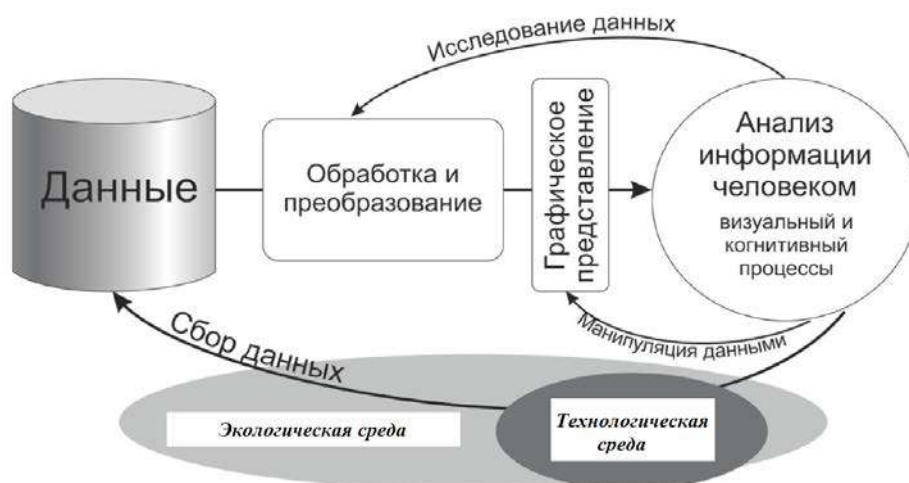 Исследование данных
Данные
Обработка и
преобразование
Графическое
представление
Анализ
информации
человеком
визуальный и
когнитивный
процессы
Манипуляция данными
Сбор данных
Экологическая среда
Технологическая
среда